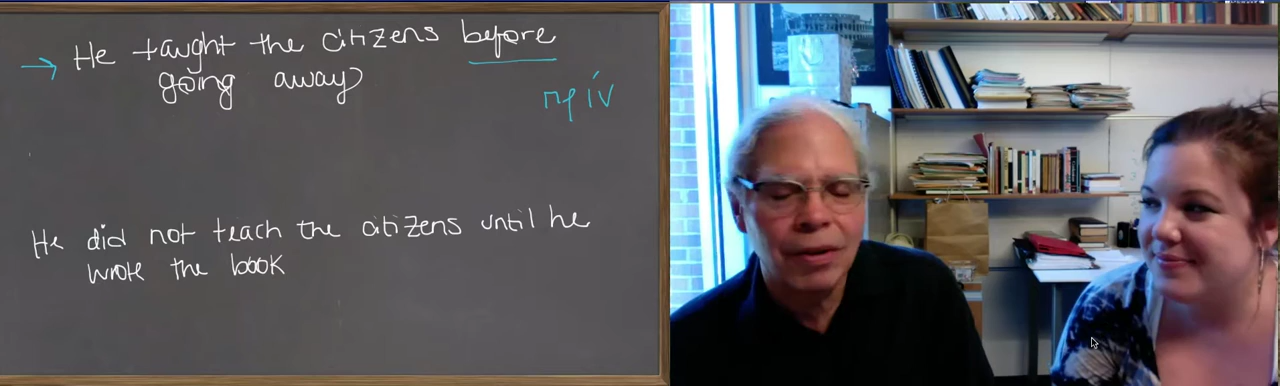 → He taught the citizens before
going away
πρίν
He did not teach the citizens until he
wrote the book